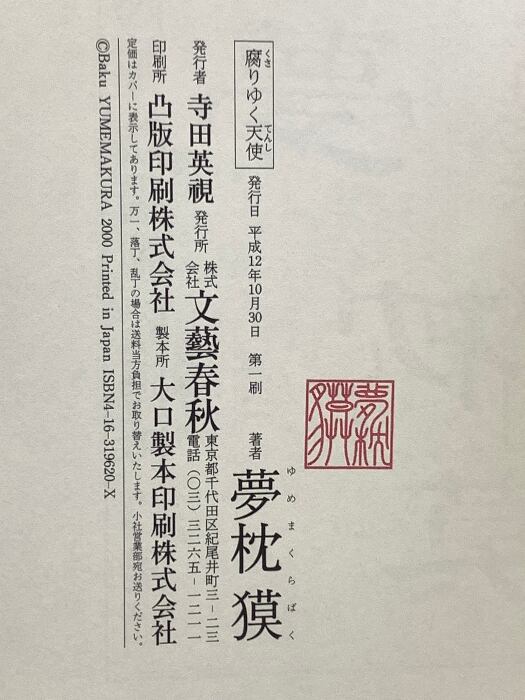 腐りゆく天使
くさ
てんし
発行日 平成12年10月30日 第一刷
著者 夢枕 獏
ゆめまくらばく
発行者 寺田英視
発行所 株式会社 文藝春秋
東京都千代田区紀尾井町三−二三
電話(〇三)三二六五−一二一一
印刷所 凸版印刷株式会社
製本所 大口製本印刷株式会社
定価はカバーに表示してあります。万一、落丁、乱丁の場合は送料当方負担でお取り替えいたします。小社営業部宛お送りください。
©Baku YUMEMAKURA 2000 Printed in Japan ISBN4-16-319620-X
夢枕獏